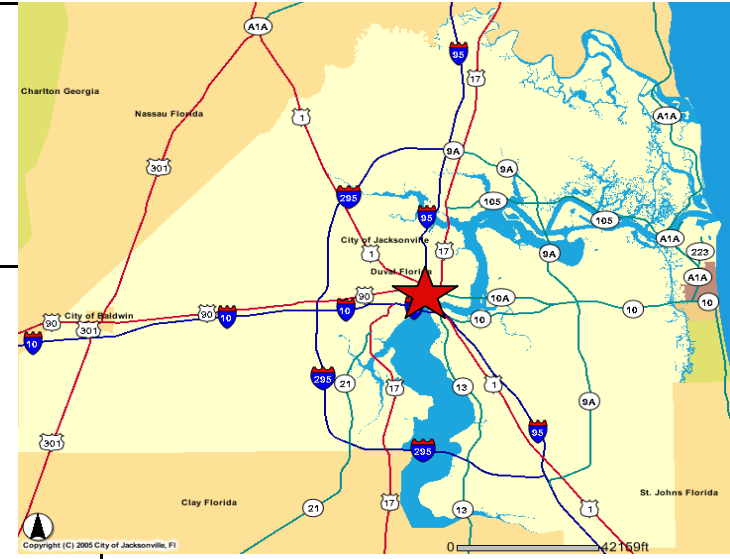 A1A
95
17
Charlton Georgia
Nassau Florida
1
A1A
9A
301
9A
295
105
95
105
City of Jacksonville
A1A
1
17
9A
223
Duval Florida
A1A
90
10A
10
90
10
10
City of Baldwin
10
90
301
10
10
295
21
17
13
1
9A
95
301
295
St. Johns Florida
Clay Florida
21
17
13
1
Copyright (C) 2005 City of Jacksonville, Fl
0
42159ft